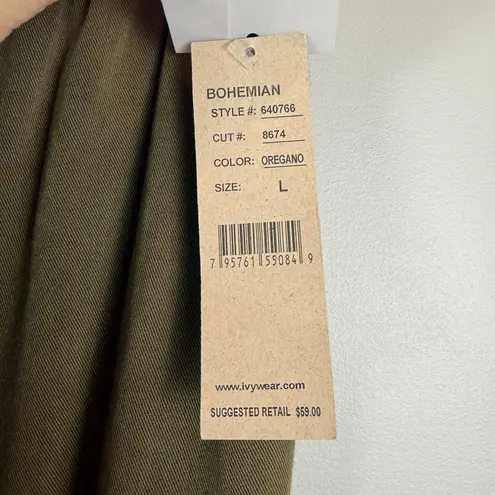 BOHEMIAN
STYLE #: 640766
CUT #: 8674
COLOR: OREGANO
SIZE: L
7 95761 55084 9
www.ivywear.com
SUGGESTED RETAIL $59.00